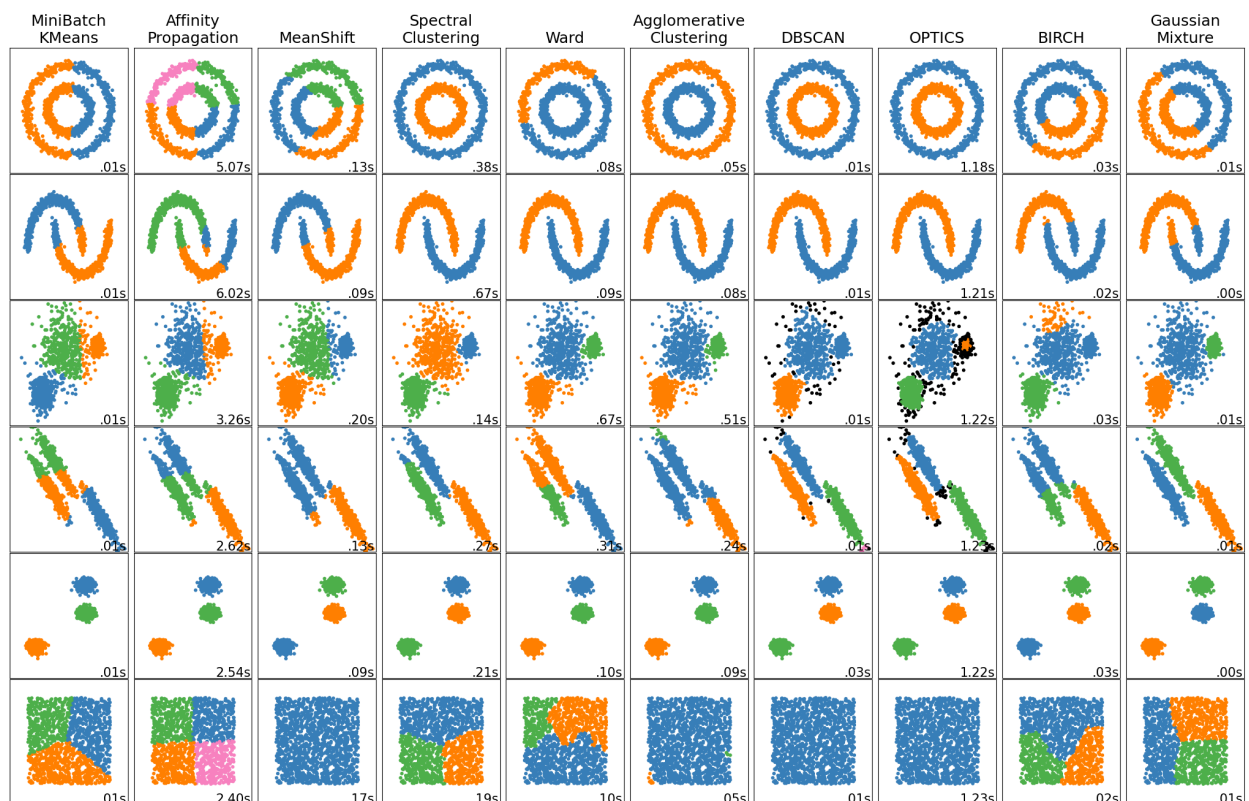 MiniBatch
KMeans
Affinity
Propagation
MeanShift
Spectral
Clustering
Ward
Agglomerative
Clustering
DBSCAN
OPTICS
BIRCH
Gaussian
Mixture
.01s
5.07s
.13s
.38s
.08s
.05s
.01s
1.18s
.03s
.01s
.01s
6.02s
.09s
.67s
.09s
.08s
.01s
1.21s
.02s
.00s
.01s
3.26s
.20s
.14s
.67s
.51s
.01s
1.22s
.03s
.01s
.01s
2.62s
.13s
.27s
.31s
.24s
.01s
1.23s
.02s
.01s
.01s
2.54s
.09s
.21s
.10s
.09s
.03s
1.22s
.03s
.00s
.01s
2.40s
.17s
.19s
.10s
.05s
.01s
1.23s
.02s
.01s